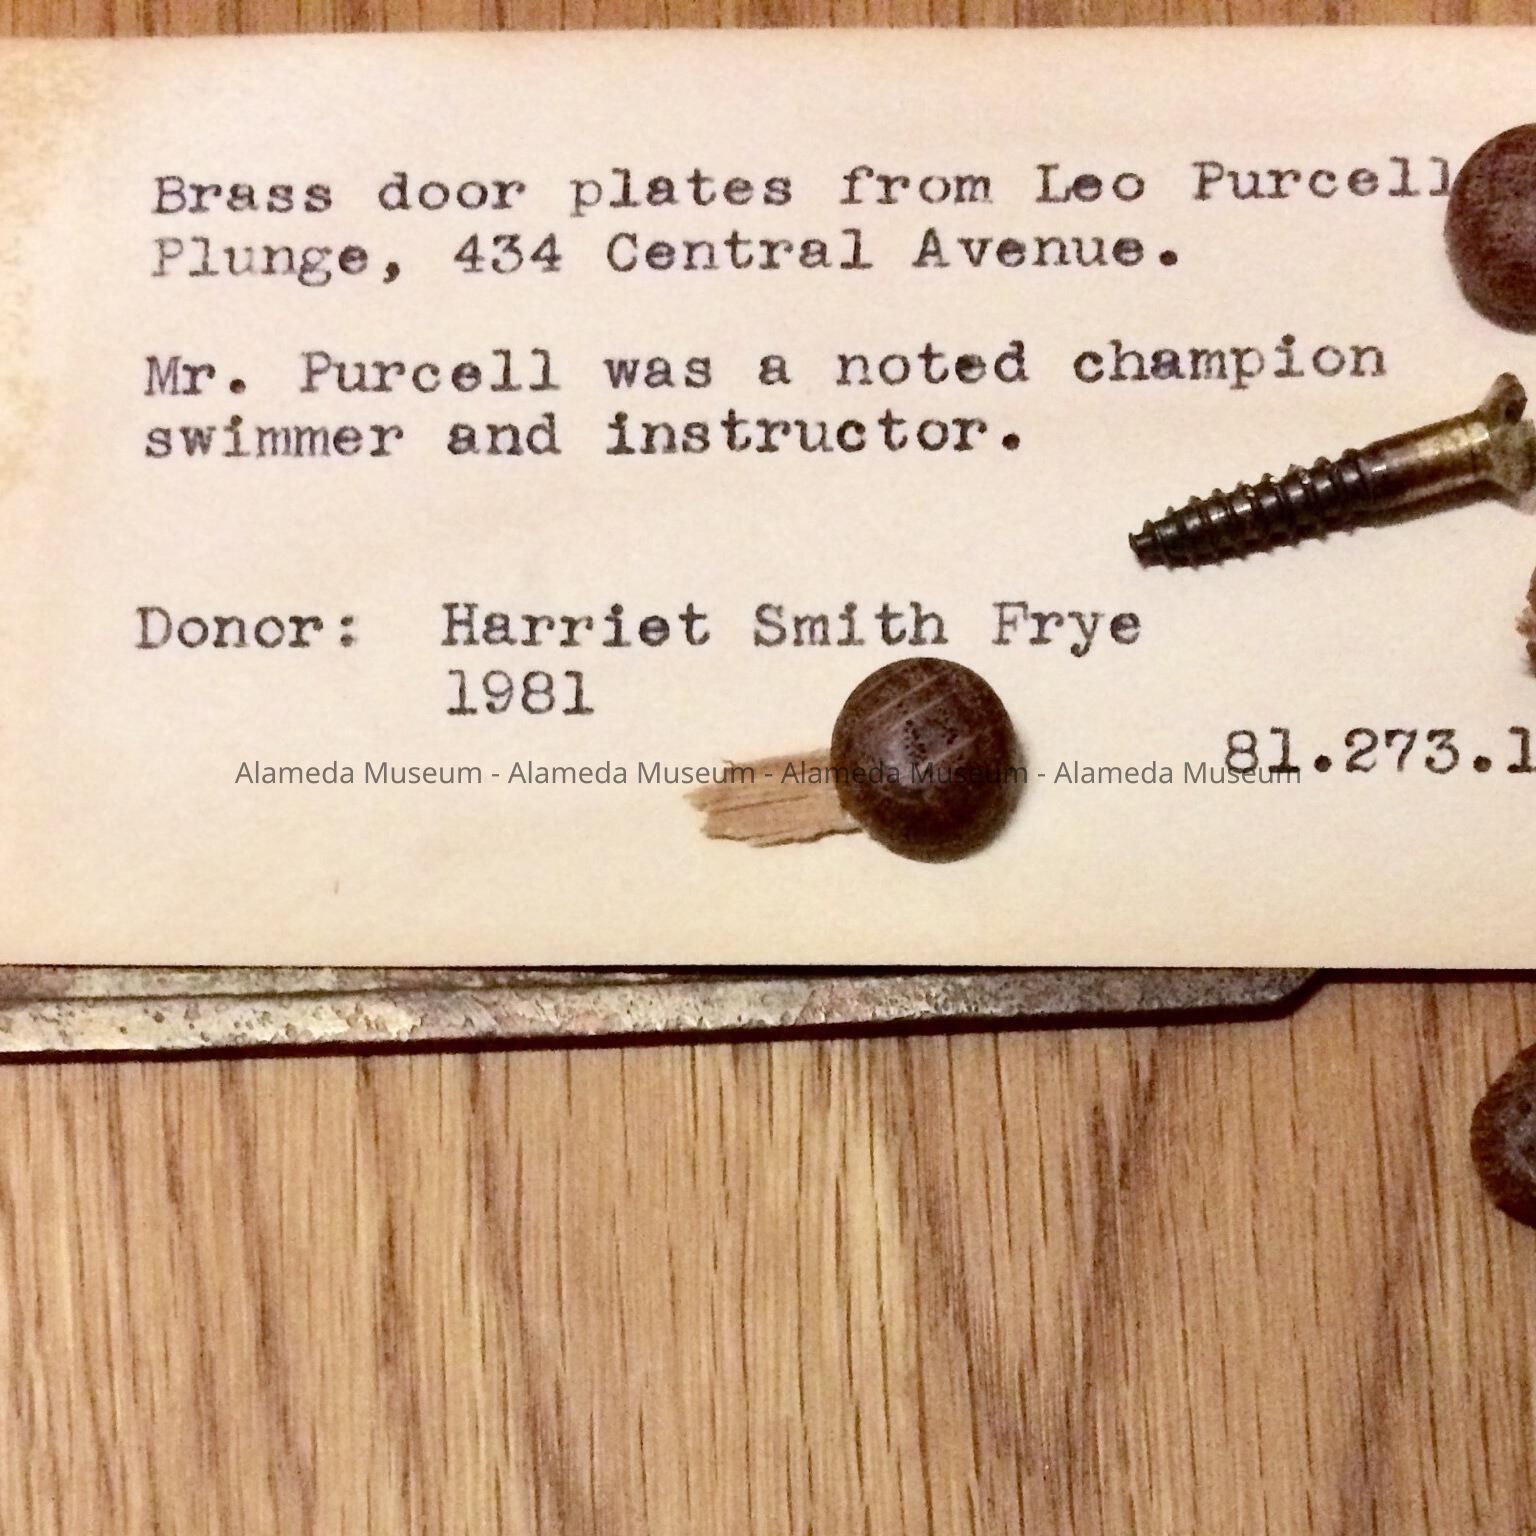 Brass door plates from Leo Purcell
Plunge, 434 Central Avenue.
Mr. Purcell was a noted champion
swimmer and instructor.
Donor: Harriet Smith Frye
1981
81.273.1
Alameda Museum - Alameda Museum - Alameda Museum - Alameda Museum